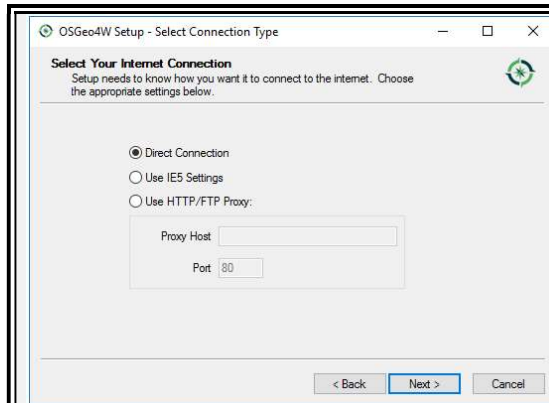 OSGeo4W Setup - Select Connection Type
Select Your Internet Connection
Setup needs to know how you want it to connect to the internet. Choose
the appropriate settings below.
Direct Connection
Use IE5 Settings
Use HTTP/FTP Proxy:
Proxy Host
Port 80
< Back Next > Cancel